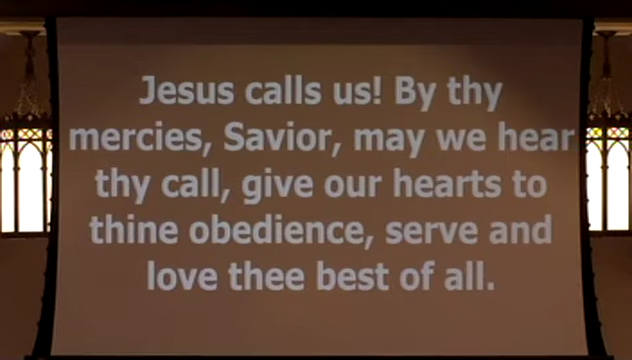 Jesus calls us! By thy
mercies, Savior, may we hear
thy call, give our hearts to
thine obedience, serve and
love thee best of all.